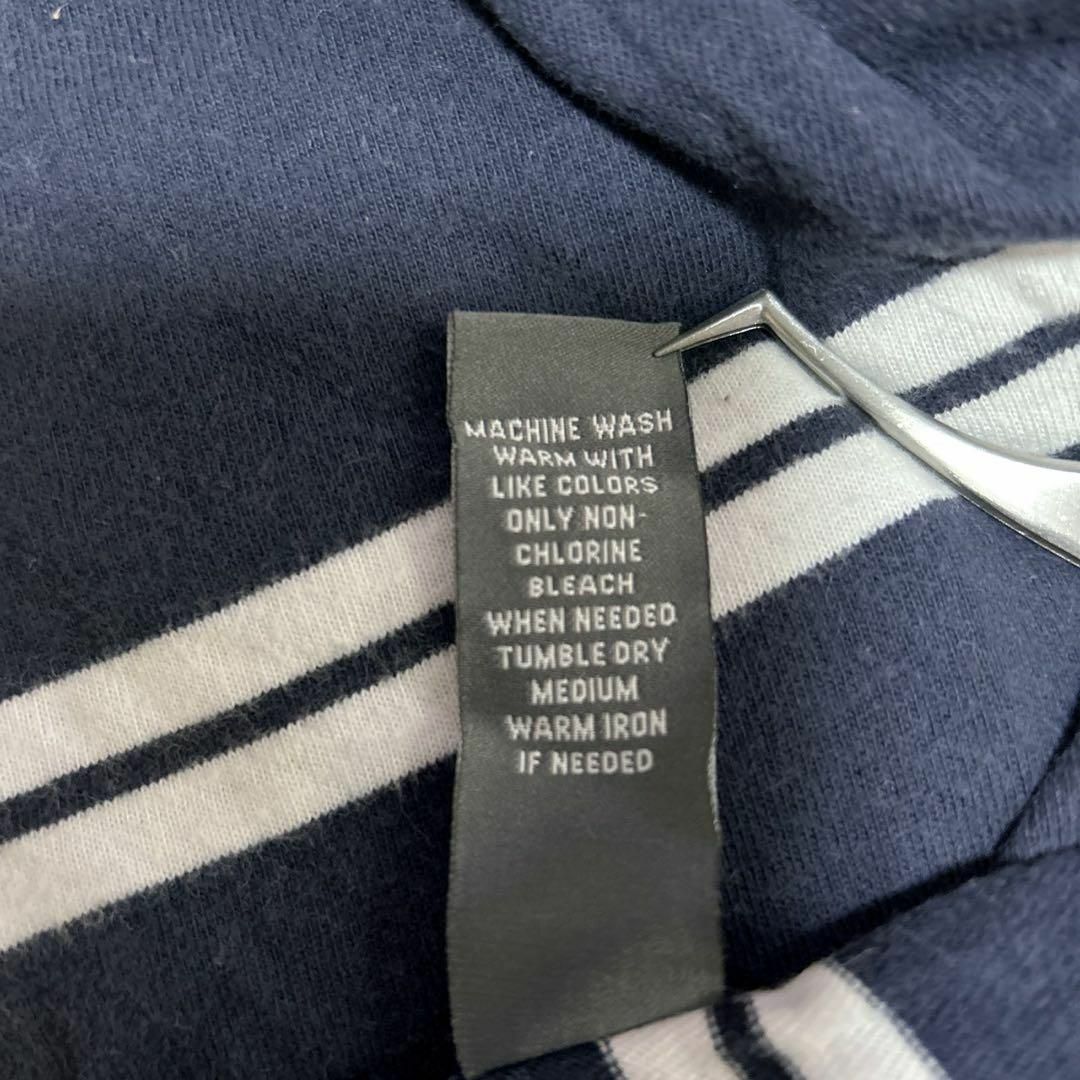 MACHINE WASH
WARM WITH
LIKE COLORS
ONLY NON-
CHLORINE
BLEACH
WHEN NEEDED
TUMBLE DRY
MEDIUM
WARM IRON
IF NEEDED